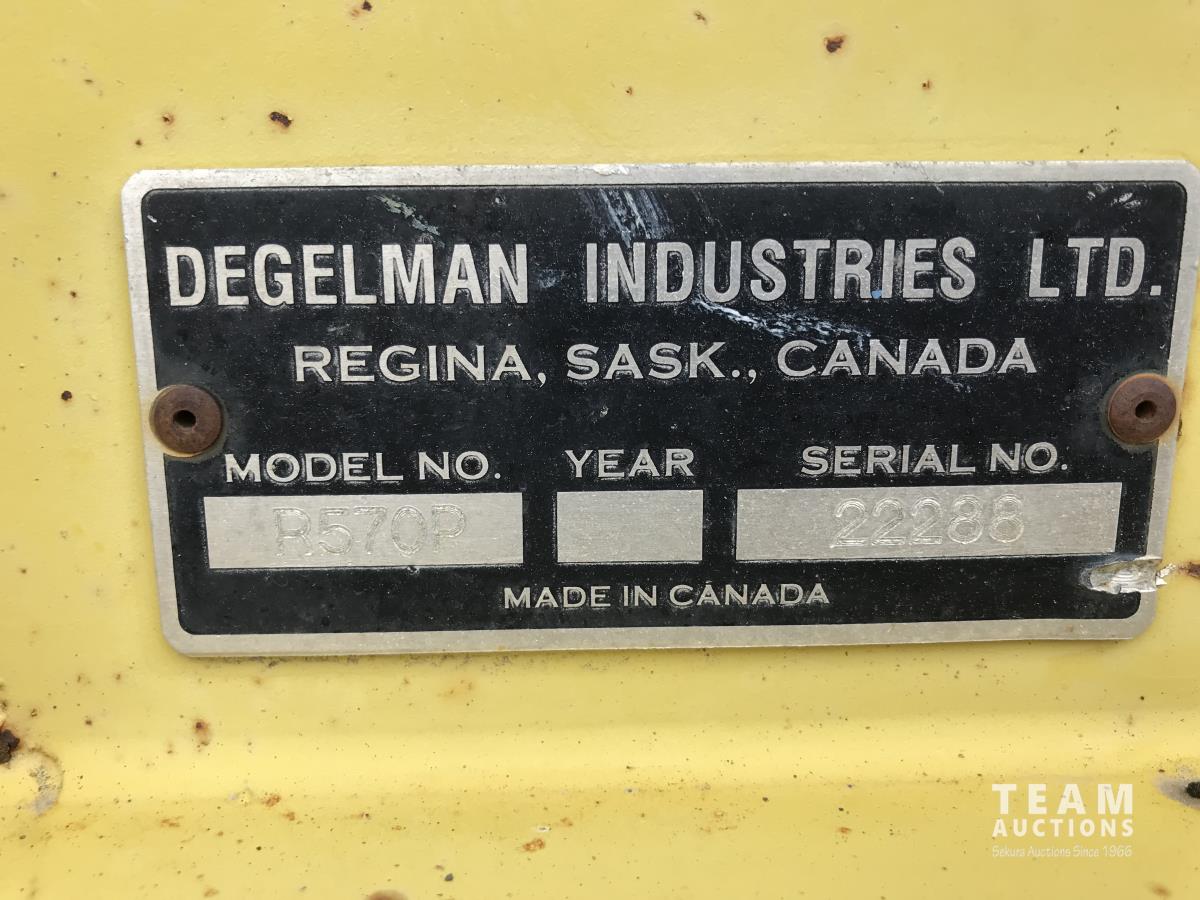 DEGELMAN INDUSTRIES LTD.
REGINA, SASK., CANADA
MODEL NO. YEAR SERIAL NO.
R570P 22288
MADE IN CANADA
TEAM
AUCTIONS
Sekura Auctions Since 1966